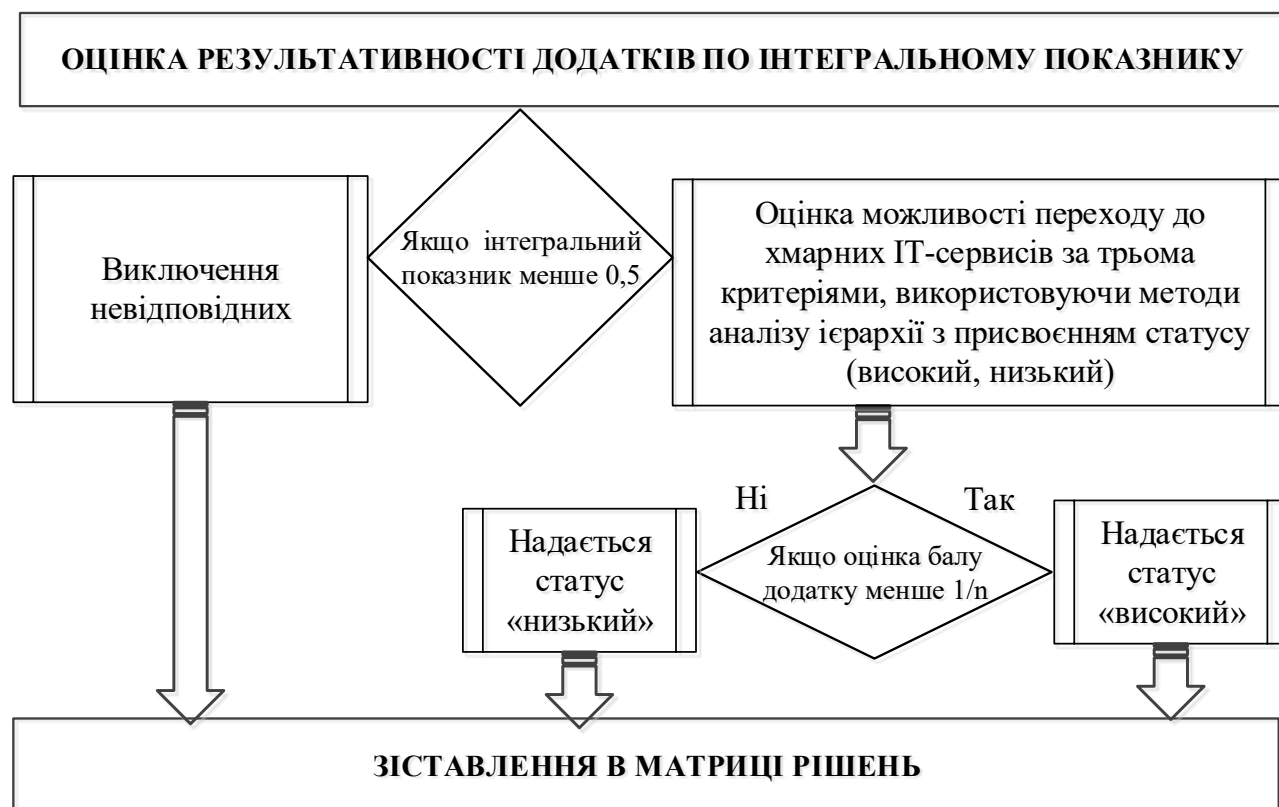 ОЦІНКА РЕЗУЛЬТАТИВНОСТІ ДОДАТКІВ ПО ІНТЕГРАЛЬНОМУ ПОКАЗНИКУ
Виключення
невідповідних
Якщо інтегральний
показник менше 0,5
Оцінка можливості переходу до
хмарних ІТ-сервисів за трьома
критеріями, використовуючи методи
аналізу ієрархії з присвоєнням статусу
(високий, низький)
Ні
Так
Надається
статус
«низький»
Якщо оцінка балу
додатку менше 1/n
Надається
статус
«високий»
ЗІСТАВЛЕННЯ В МАТРИЦІ РІШЕНЬ